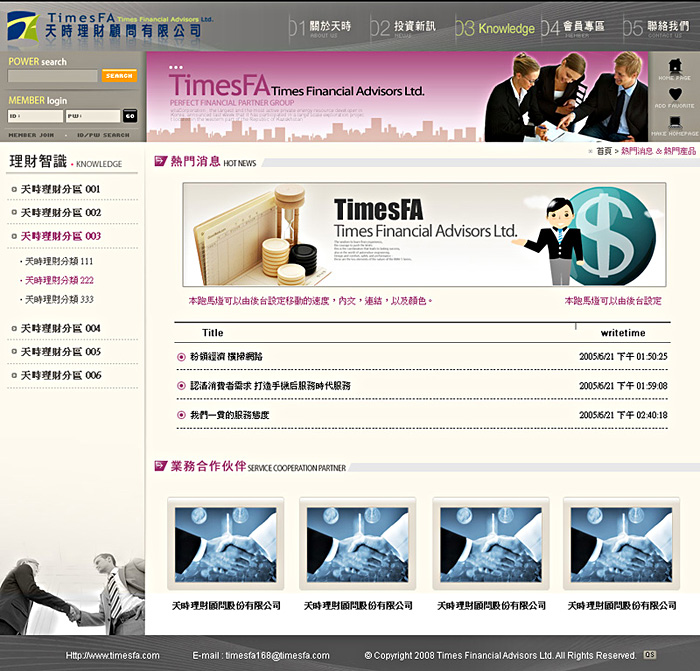 TimesFA Times Financial Advisors Ltd.
天時理財顧問有限公司
01 關於天時 ABOUT US
02 投資新訊 NEWS
03 Knowledge
04 會員專區 MEMBER
05 聯絡我們 CONTACT US
POWER search
SEARCH
MEMBER login
ID : PW : GO
MEMBER JOIN · ID/PW SEARCH
TimesFA Times Financial Advisors Ltd.
PERFECT FINANCIAL PARTNER GROUP
HOME PAGE
ADD FAVORITE
MAKE HOMEPAGE
首頁 > 熱門消息 & 熱門產品
理財智識 · KNOWLEDGE
天時理財分區 001
天時理財分區 002
天時理財分區 003
· 天時理財分類 111
· 天時理財分類 222
· 天時理財分類 333
天時理財分區 004
天時理財分區 005
天時理財分區 006
熱門消息 HOT NEWS
TimesFA
Times Financial Advisors Ltd.
本跑馬燈可以由後台設定移動的速度，內文，連結，以及顏色。 本跑馬燈可以由後台設定
Title writetime
粉領經濟 橫掃網路 2005/6/21 下午 01:50:25
認清消費者需求 打造手機后服務時代服務 2005/6/21 下午 01:59:08
我們一貫的服務態度 2005/6/21 下午 02:40:18
業務合作伙伴 SERVICE COOPERATION PARTNER
天時理財顧問股份有限公司 天時理財顧問股份有限公司 天時理財顧問股份有限公司 天時理財顧問股份有限公司
Http://www.timesfa.com E-mail : timesfa168@timesfa.com © Copyright 2008 Times Financial Advisors Ltd. All Rights Reserved. OS